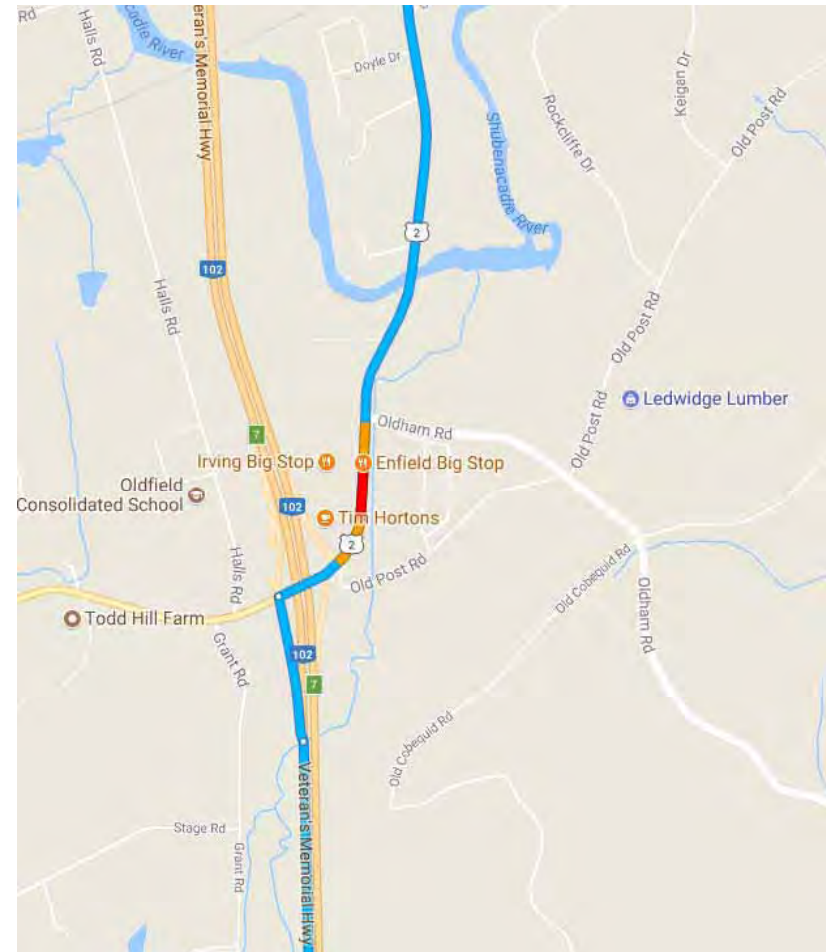 Rd
Halls Rd
acadie River
eran's Memorial Hwy
Doyle Dr
Keigan Dr
Rockcliffe Dr
Old Post Rd
Shubenacadie River
2
102
Halls Rd
Old Post Rd
Ledwidge Lumber
Old Post Rd
Oldham Rd
7
Irving Big Stop
Enfield Big Stop
Oldfield
Consolidated School
102
Tim Hortons
2
Halls Rd
Old Post Rd
Old Cobequid Rd
Oldham Rd
Todd Hill Farm
Grant Rd
102
7
Old Cobequid Rd
Veteran's Memorial Hwy
Stage Rd
Grant Rd